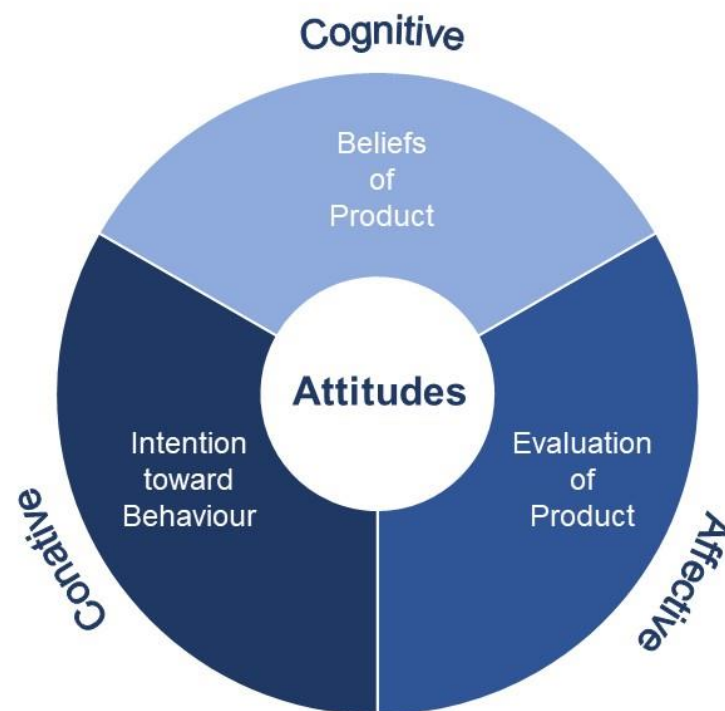 Cognitive
Beliefs
of
Product
Attitudes
Intention
toward
Behaviour
Evaluation
of
Product
Conative
Affective